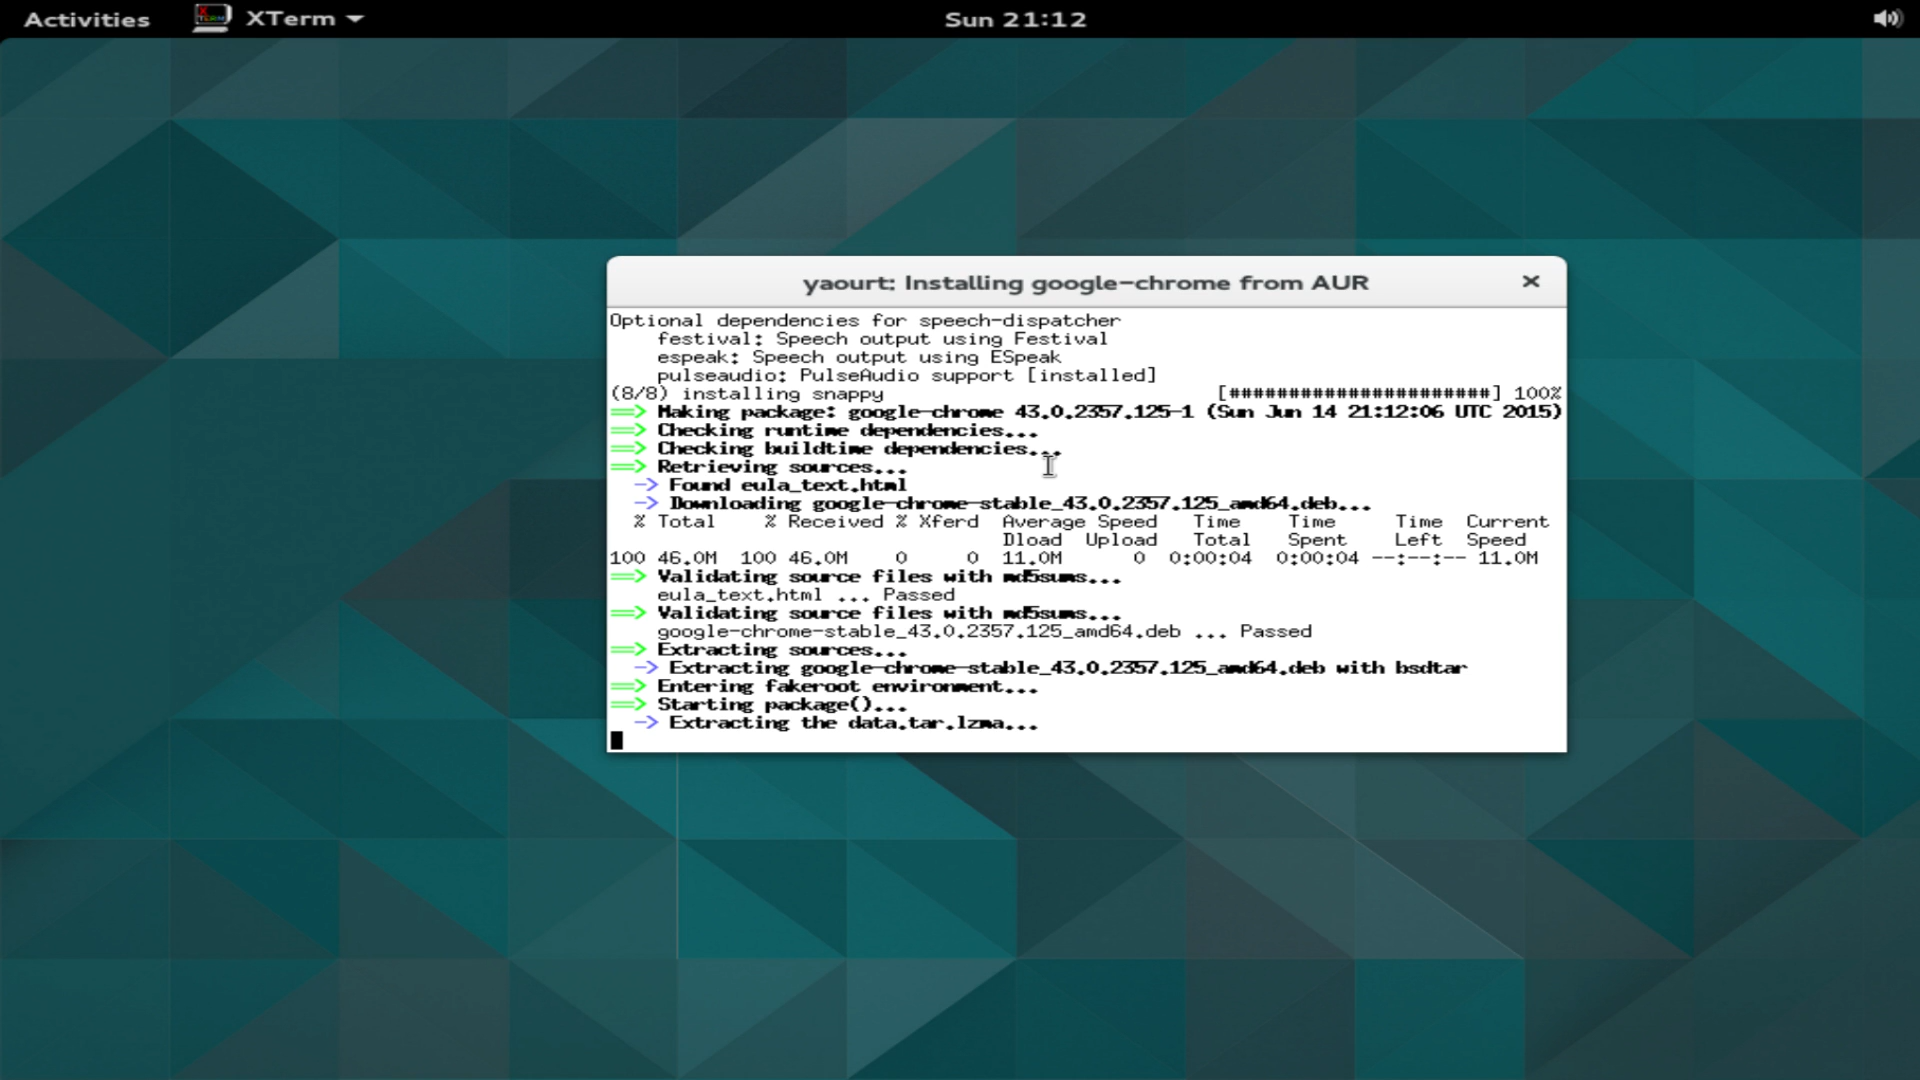 Activities XTerm Sun 21:12
yaourt: Installing google-chrome from AUR
Optional dependencies for speech-dispatcher
festival: Speech output using Festival
espeak: Speech output using ESpeak
pulseaudio: PulseAudio support [installed]
(8/8) installing snappy [######################] 100%
==> Making package: google-chrome 43.0.2357.125-1 (Sun Jun 14 21:12:06 UTC 2015)
==> Checking runtime dependencies...
==> Checking buildtime dependencies...
==> Retrieving sources...
-> Found eula_text.html
-> Downloading google-chrome-stable_43.0.2357.125_amd64.deb...
% Total % Received % Xferd Average Speed Time Time Time Current
Dload Upload Total Spent Left Speed
100 46.0M 100 46.0M 0 0 11.0M 0 0:00:04 0:00:04 --:--:-- 11.0M
==> Validating source files with md5sums...
eula_text.html ... Passed
==> Validating source files with md5sums...
google-chrome-stable_43.0.2357.125_amd64.deb ... Passed
==> Extracting sources...
-> Extracting google-chrome-stable_43.0.2357.125_amd64.deb with bsdtar
==> Entering fakeroot environment...
==> Starting package()...
-> Extracting the data.tar.lzma...